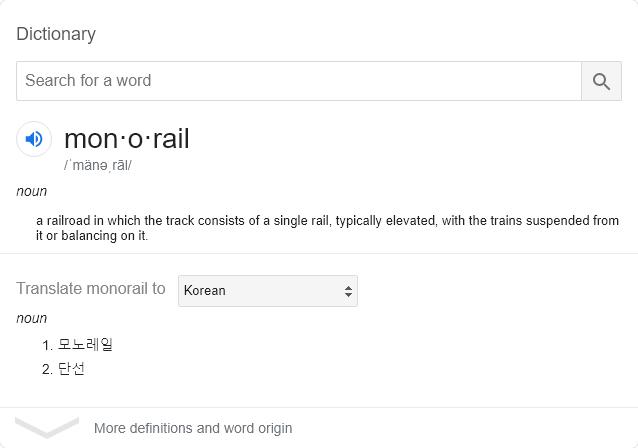 Dictionary
Search for a word
mon·o·rail
/ˈmänəˌrāl/
noun
a railroad in which the track consists of a single rail, typically elevated, with the trains suspended from
it or balancing on it.
Translate monorail to Korean
noun
1. 모노레일
2. 단선
More definitions and word origin